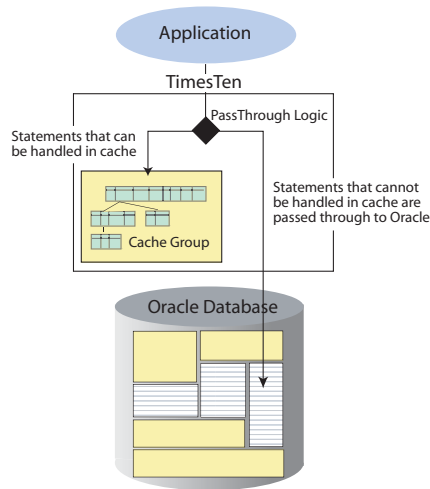 Application
TimesTen
PassThrough Logic
Statements that can
be handled in cache
Statements that cannot
be handled in cache are
passed through to Oracle
Cache Group
Oracle Database